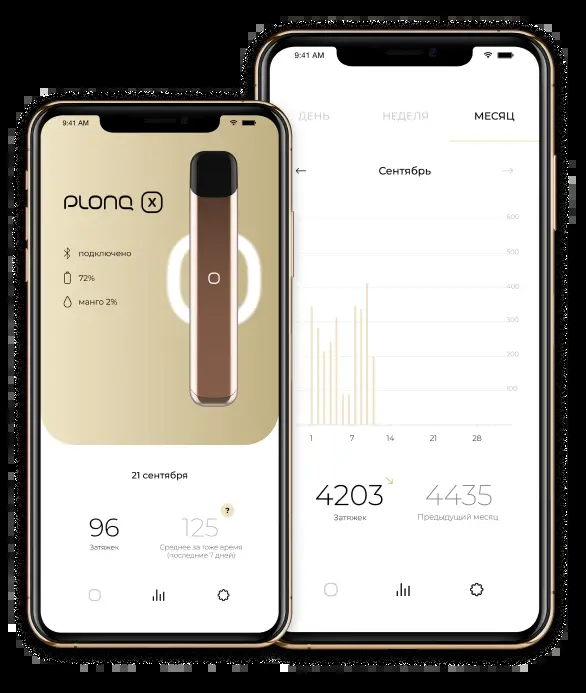 9:41 AM
PLONQ X
подключено
72%
манго 2%
21 сентября
96
Затяжек
?
125
Среднее за тоже время
(последние 7 дней)
9:41 AM
ДЕНЬ
НЕДЕЛЯ
МЕСЯЦ
← Сентябрь →
600
500
400
300
200
100
1 7 14 21 28
4203
Затяжек
4435
Предыдущий месяц